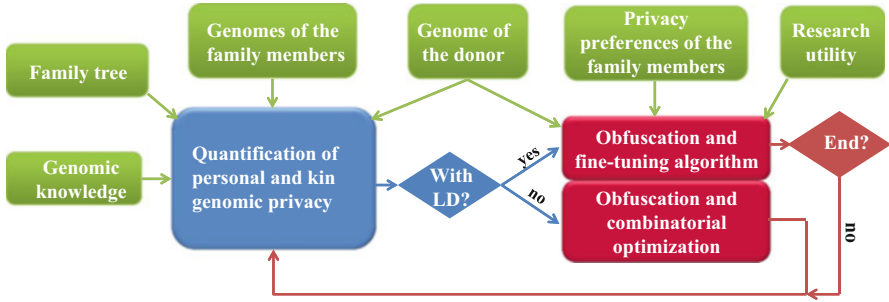 Family tree
Genomes of the
family members
Genome of
the donor
Privacy
preferences of the
family members
Research
utility
Genomic
knowledge
Quantification of
personal and kin
genomic privacy
With
LD?
yes
no
Obfuscation and
fine-tuning algorithm
Obfuscation and
combinatorial
optimization
End?
no